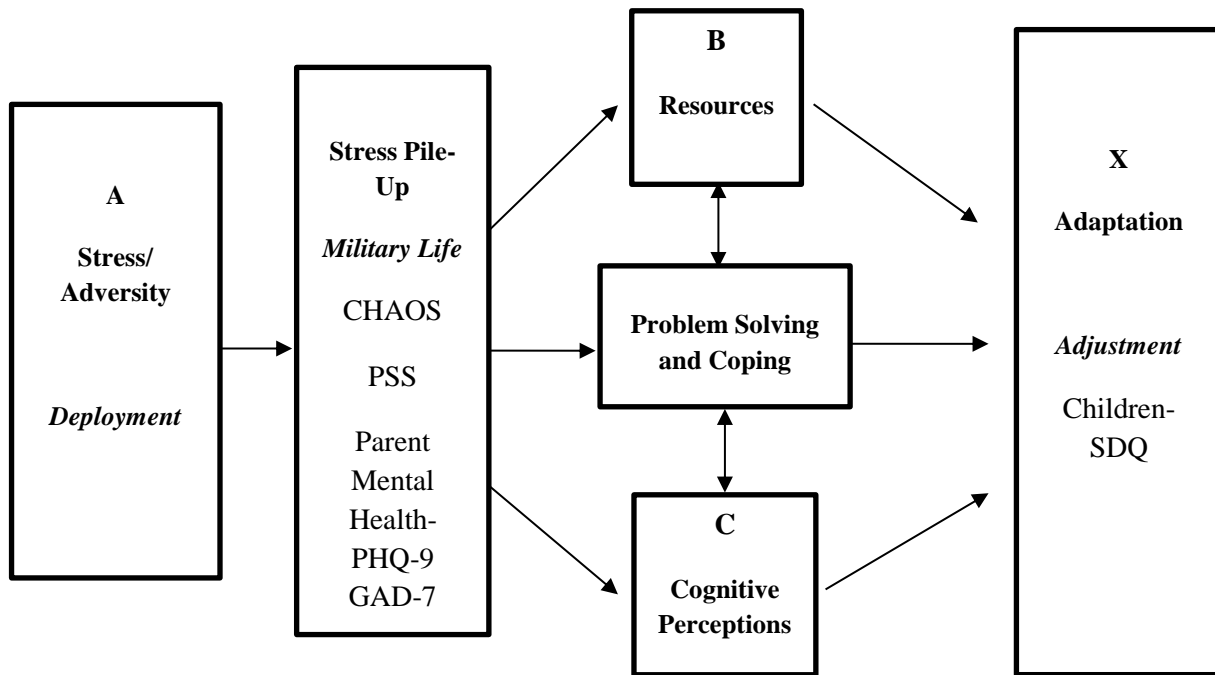 A
Stress/
Adversity
Deployment
Stress Pile-
Up
Military Life
CHAOS
PSS
Parent
Mental
Health-
PHQ-9
GAD-7
B
Resources
Problem Solving
and Coping
C
Cognitive
Perceptions
X
Adaptation
Adjustment
Children-
SDQ